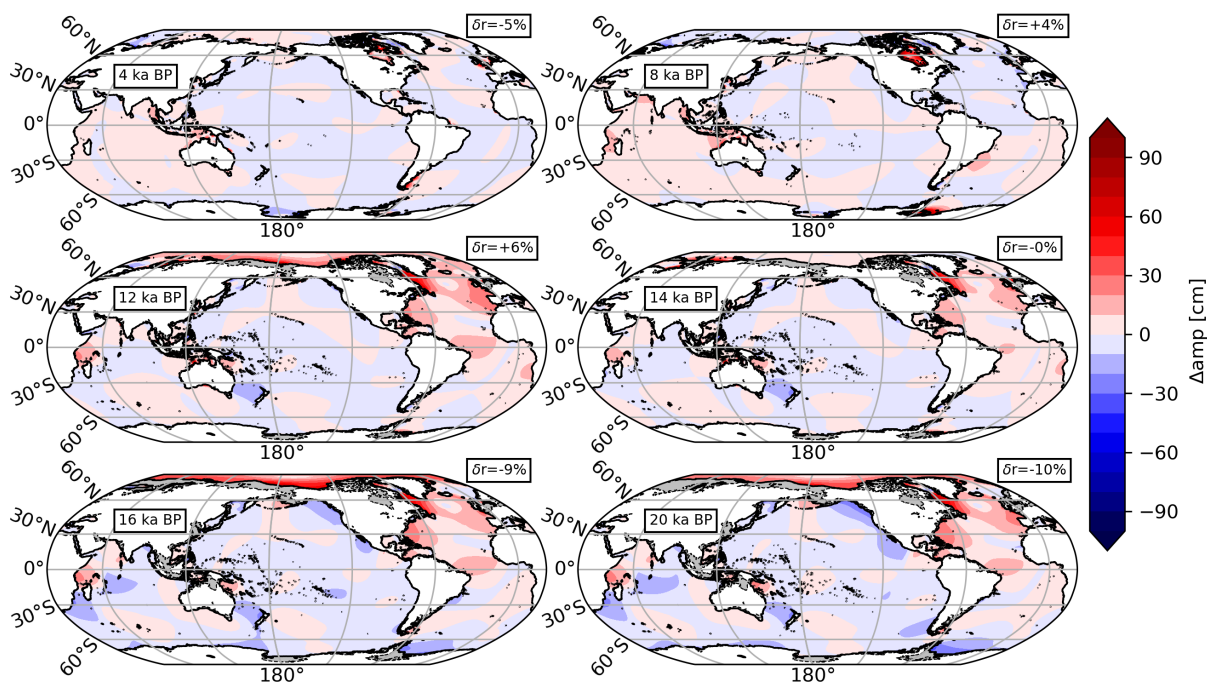 δr=-5%
60°N
4 ka BP
30°N
0°
30°S
60°S
180°
δr=+4%
60°N
8 ka BP
30°N
0°
30°S
60°S
180°
δr=+6%
60°N
12 ka BP
30°N
0°
30°S
60°S
180°
δr=-0%
60°N
14 ka BP
30°N
0°
30°S
60°S
180°
δr=-9%
60°N
16 ka BP
30°N
0°
30°S
60°S
180°
δr=-10%
60°N
20 ka BP
30°N
0°
30°S
60°S
180°
90
60
30
0
−30
−60
−90
Δamp [cm]